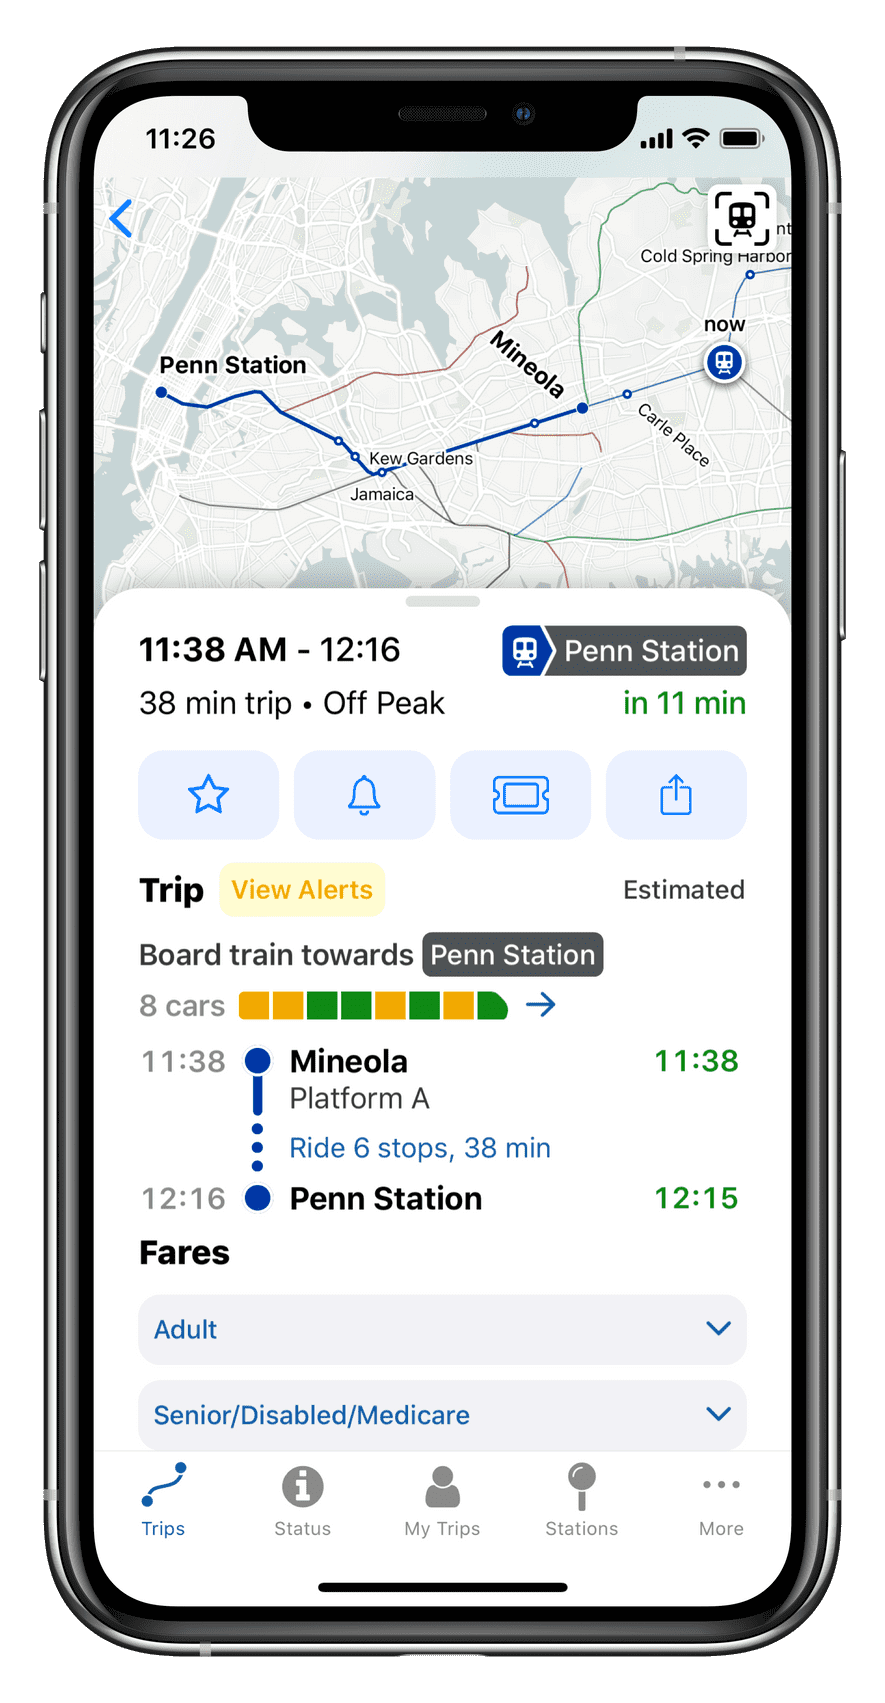 11:26
nt
Cold Spring Harbor
now
Mineola
Penn Station
Carle Place
Kew Gardens
Jamaica
11:38 AM - 12:16
Penn Station
38 min trip • Off Peak
in 11 min
Trip
View Alerts
Estimated
Board train towards Penn Station
8 cars
11:38 Mineola 11:38
Platform A
Ride 6 stops, 38 min
12:16 Penn Station 12:15
Fares
Adult
Senior/Disabled/Medicare
Trips
Status
My Trips
Stations
More